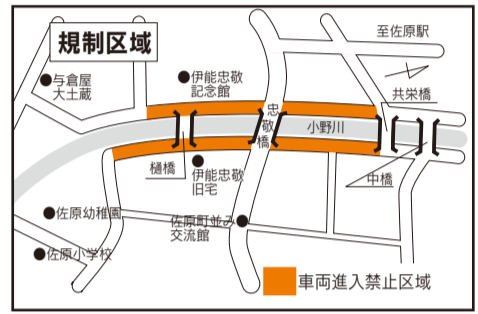 規制区域
至佐原駅
与倉屋
大土蔵
伊能忠敬
記念館
忠敬橋
小野川
共栄橋
樋橋
伊能忠敬
旧宅
中橋
佐原幼稚園
佐原町並み
交流館
佐原小学校
車両進入禁止区域